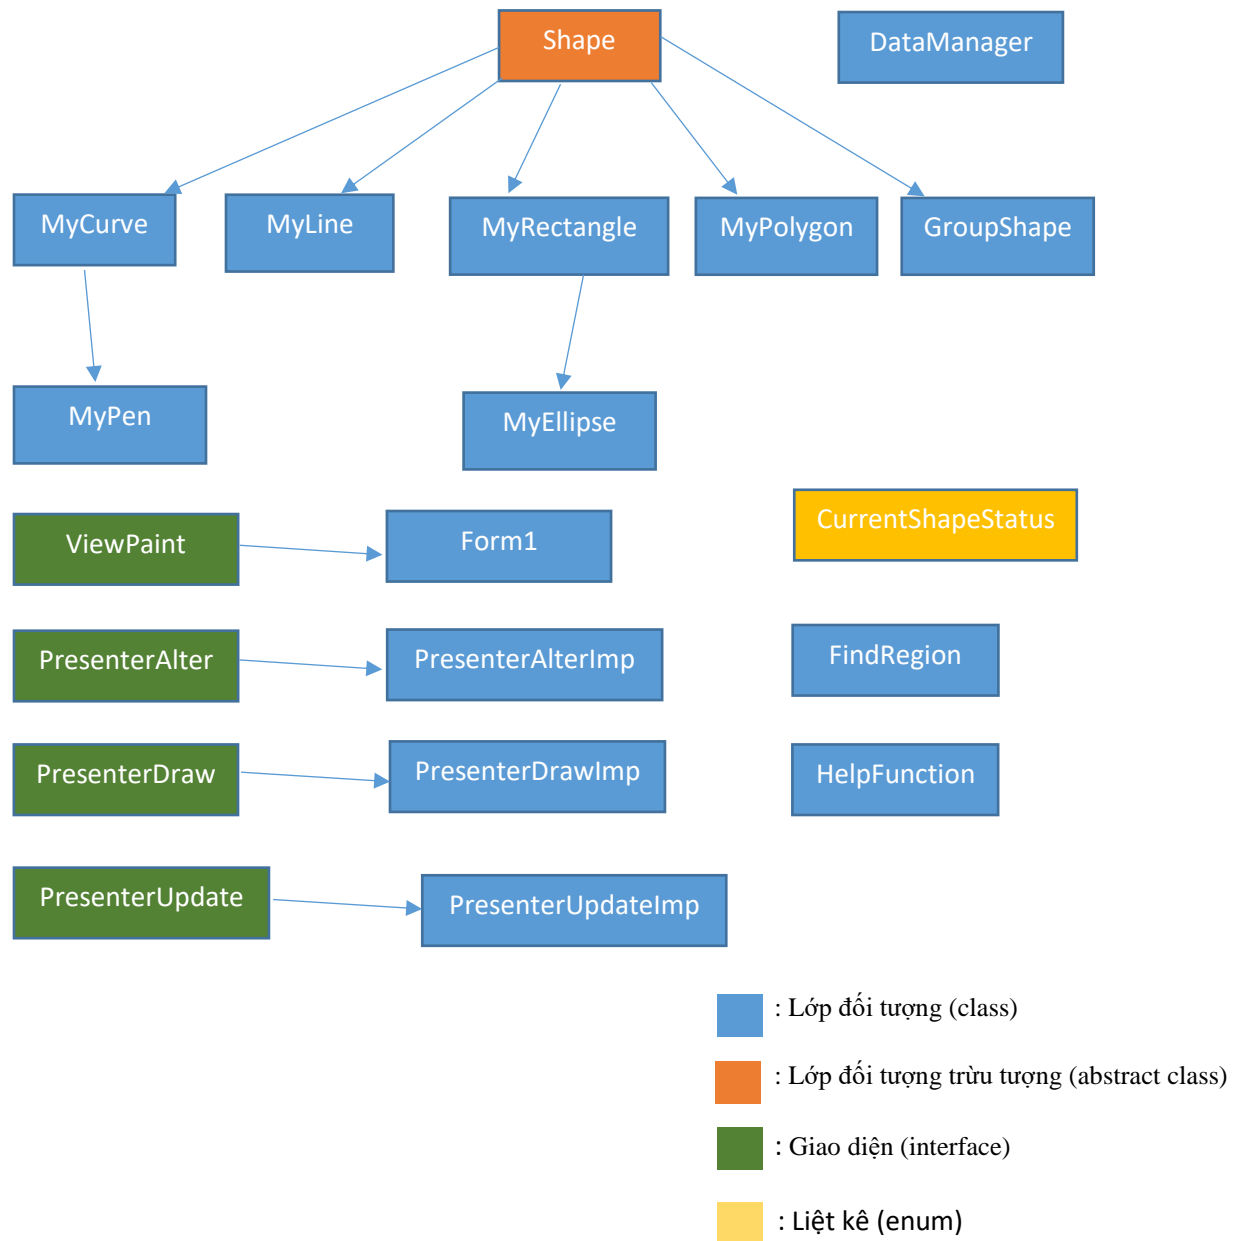 Shape
DataManager
MyCurve
MyLine
MyRectangle
MyPolygon
GroupShape
MyPen
MyEllipse
CurrentShapeStatus
ViewPaint
Form1
PresenterAlter
PresenterAlterImp
FindRegion
PresenterDraw
PresenterDrawImp
HelpFunction
PresenterUpdate
PresenterUpdateImp
: Lớp đối tượng (class)
: Lớp đối tượng trừu tượng (abstract class)
: Giao diện (interface)
: Liệt kê (enum)